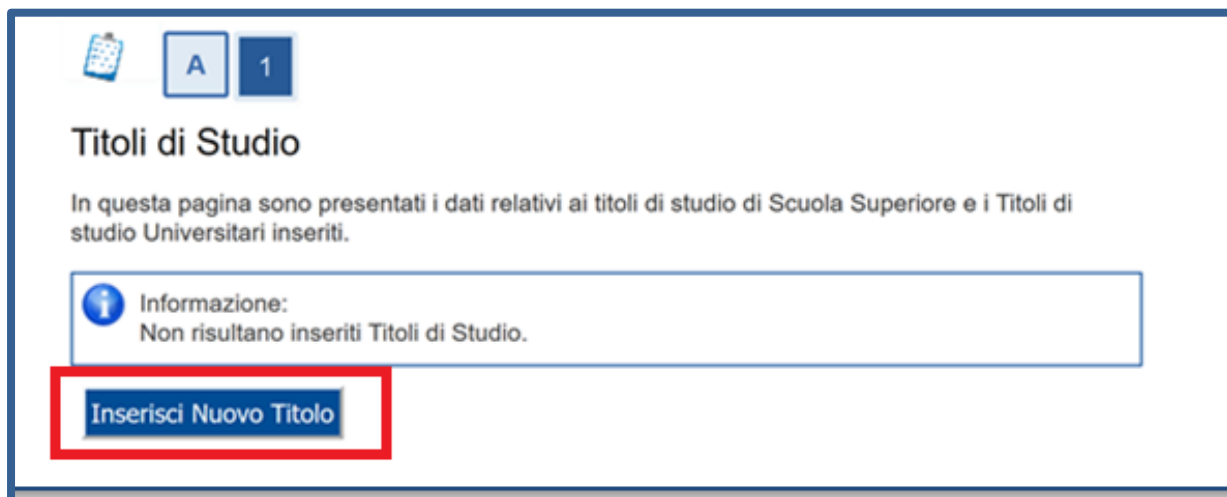 A 1
Titoli di Studio
In questa pagina sono presentati i dati relativi ai titoli di studio di Scuola Superiore e i Titoli di
studio Universitari inseriti.
Informazione:
Non risultano inseriti Titoli di Studio.
Inserisci Nuovo Titolo